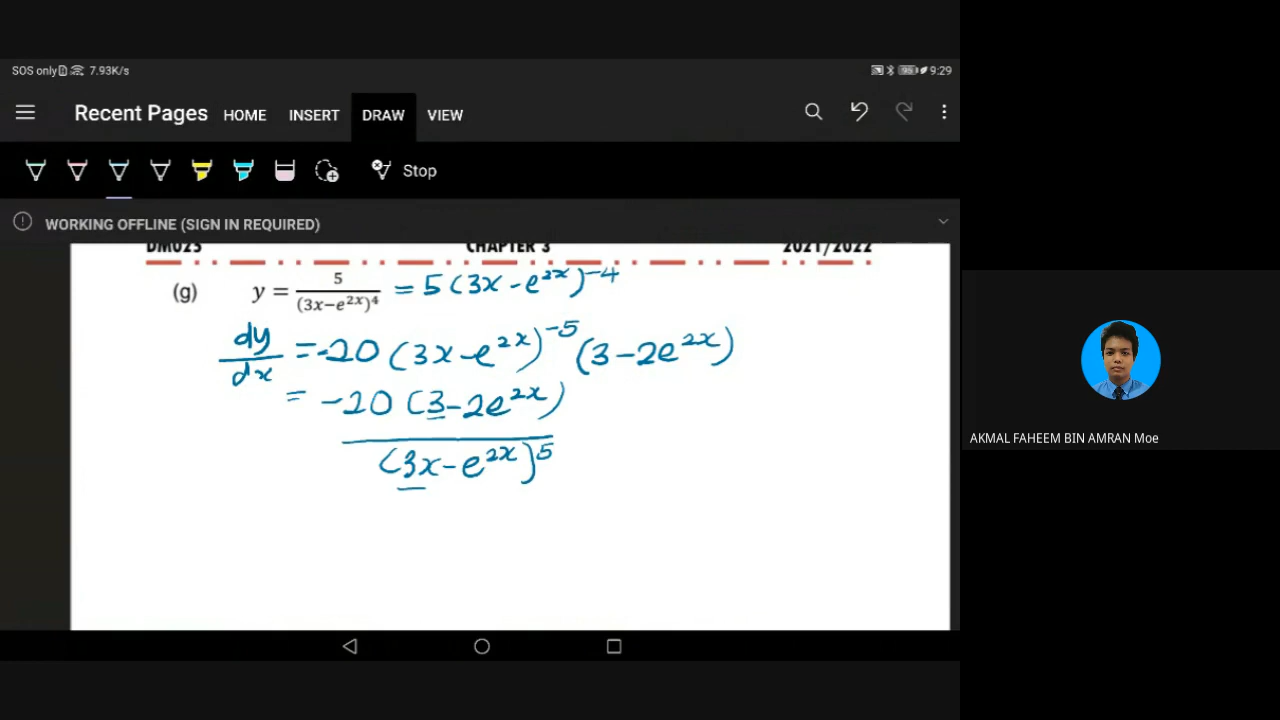 SOS only 7.93K/s 95 9:29
Recent Pages HOME INSERT DRAW VIEW
Stop
WORKING OFFLINE (SIGN IN REQUIRED)
DM025 CHAPTER 3 2021/2022
(g) y = 5/(3x−e^{2x})^4 = 5(3x − e^{2x})^{−4}
dy/dx = −20(3x − e^{2x})^{−5}(3 − 2e^{2x})
= −20(3 − 2e^{2x})
(3x − e^{2x})^5
AKMAL FAHEEM BIN AMRAN Moe